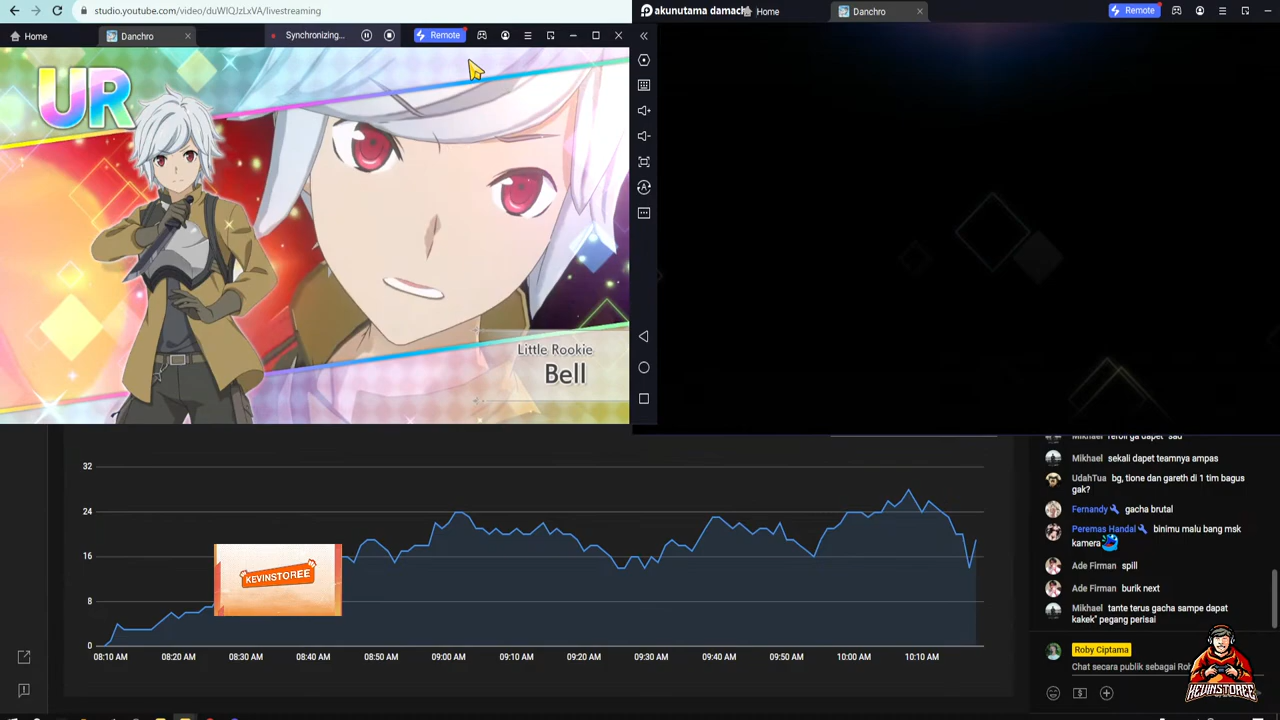 studio.youtube.com/video/duWlQJzLxVA/livestreaming
Home
Danchro
Synchronizing...
Remote
akunutama damach
Home
Danchro
Remote
UR
Little Rookie
Bell
32
24
16
8
0
08:10 AM
08:20 AM
08:30 AM
08:40 AM
08:50 AM
09:00 AM
09:10 AM
09:20 AM
09:30 AM
09:40 AM
09:50 AM
10:00 AM
10:10 AM
KEVINSTOREE
Mikhael sekali dapet teamnya ampas
UdahTua bg, tione dan gareth di 1 tim bagus
gak?
Fernandy gacha brutal
Peremas Handal binimu malu bang msk
kamera
Ade Firman spill
Ade Firman burik next
Mikhael tante terus gacha sampe dapat
kakek" pegang perisai
Roby Ciptama
Chat secara publik sebagai Rob
KEVINSTOREE